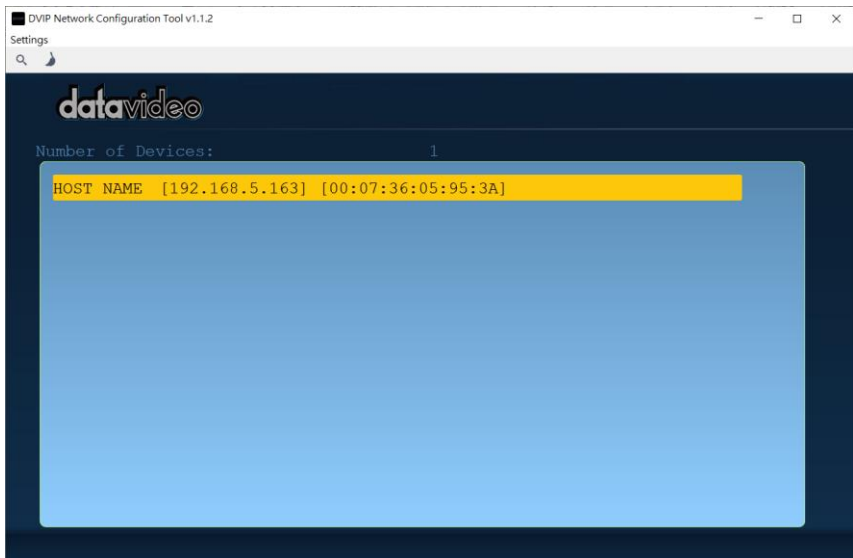 DVIP Network Configuration Tool v1.1.2
Settings
datavideo
Number of Devices: 1
HOST NAME [192.168.5.163] [00:07:36:05:95:3A]